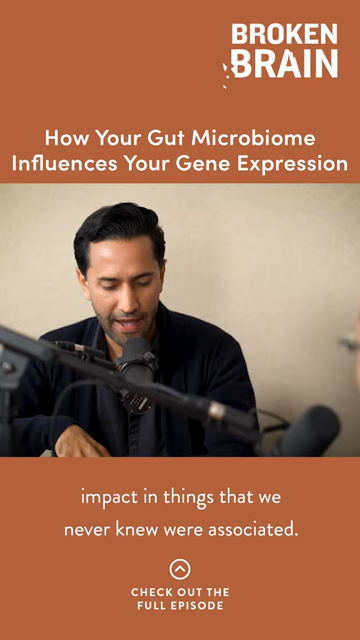 BROKEN
BRAIN
How Your Gut Microbiome
Influences Your Gene Expression
impact in things that we
never knew were associated.
CHECK OUT THE
FULL EPISODE